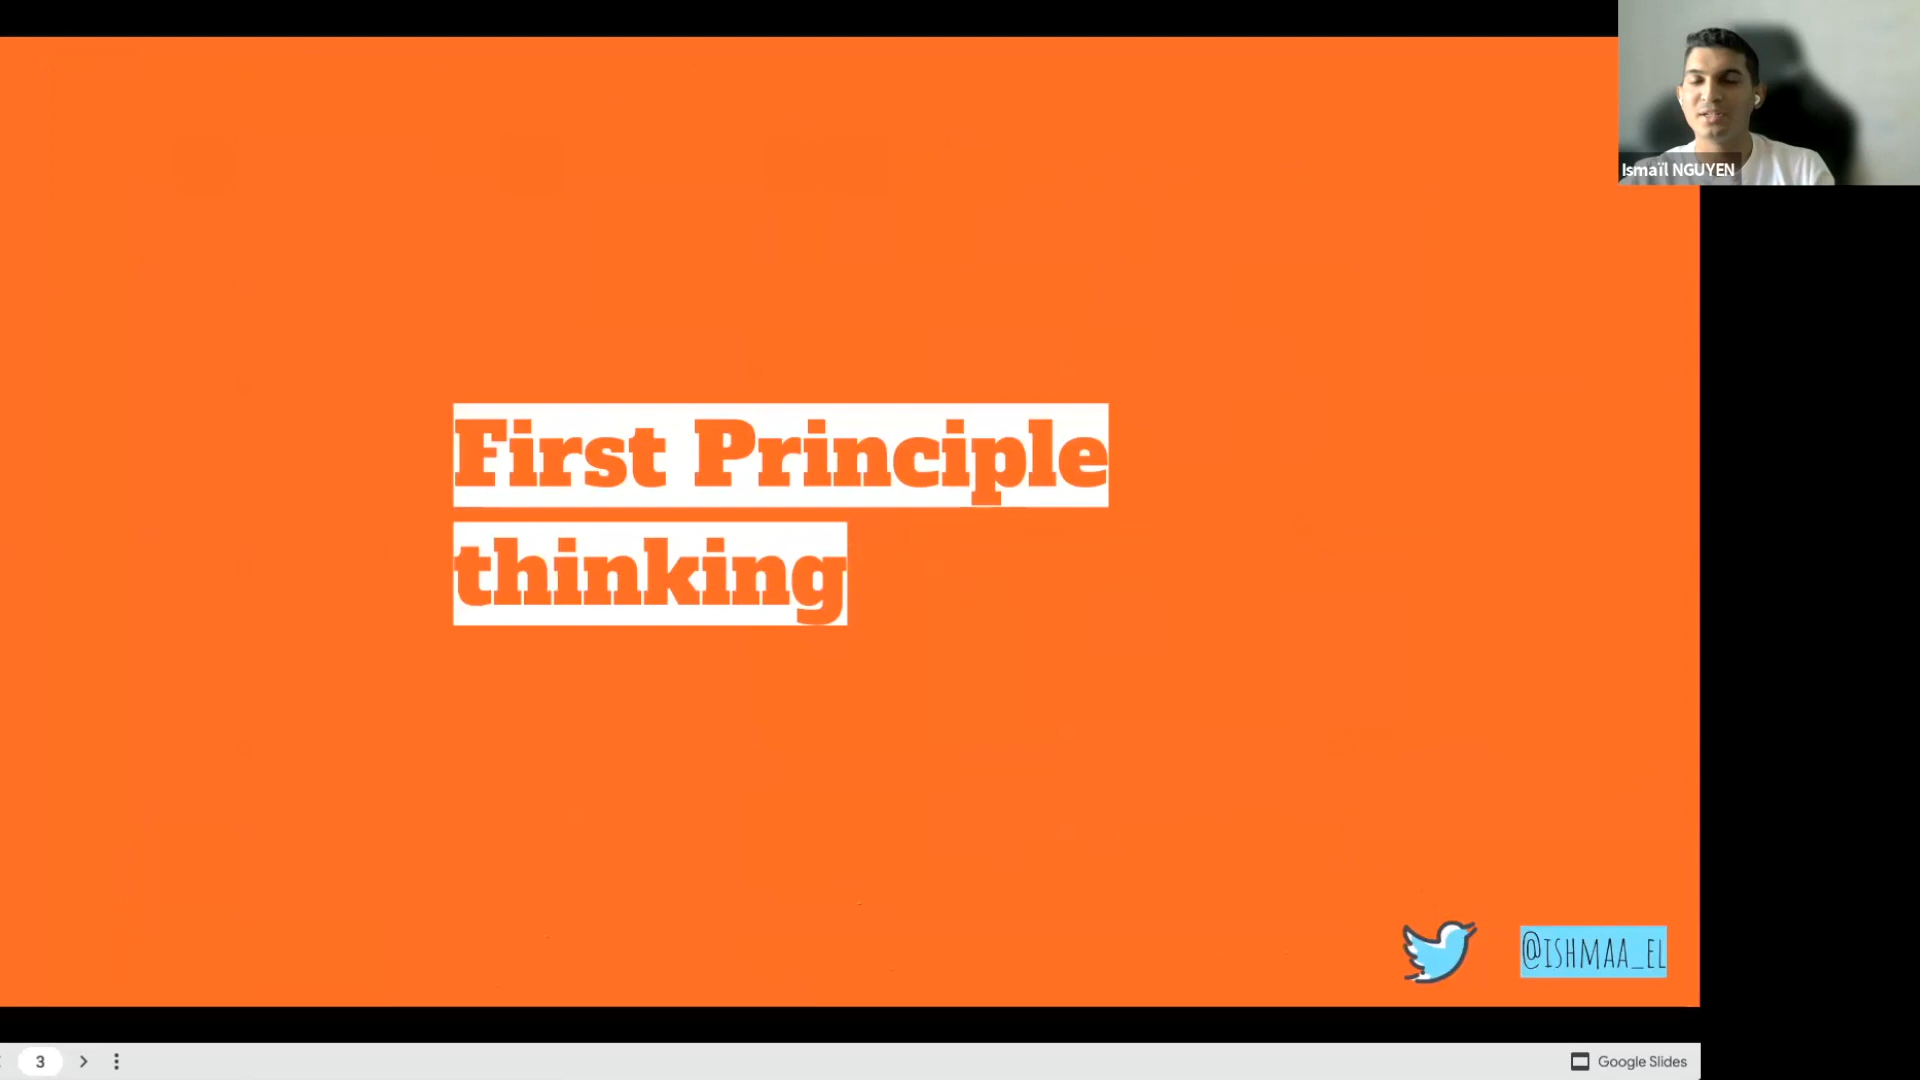 Ismaïl NGUYEN
First Principle
thinking
@ISHMAA_EL
3
Google Slides